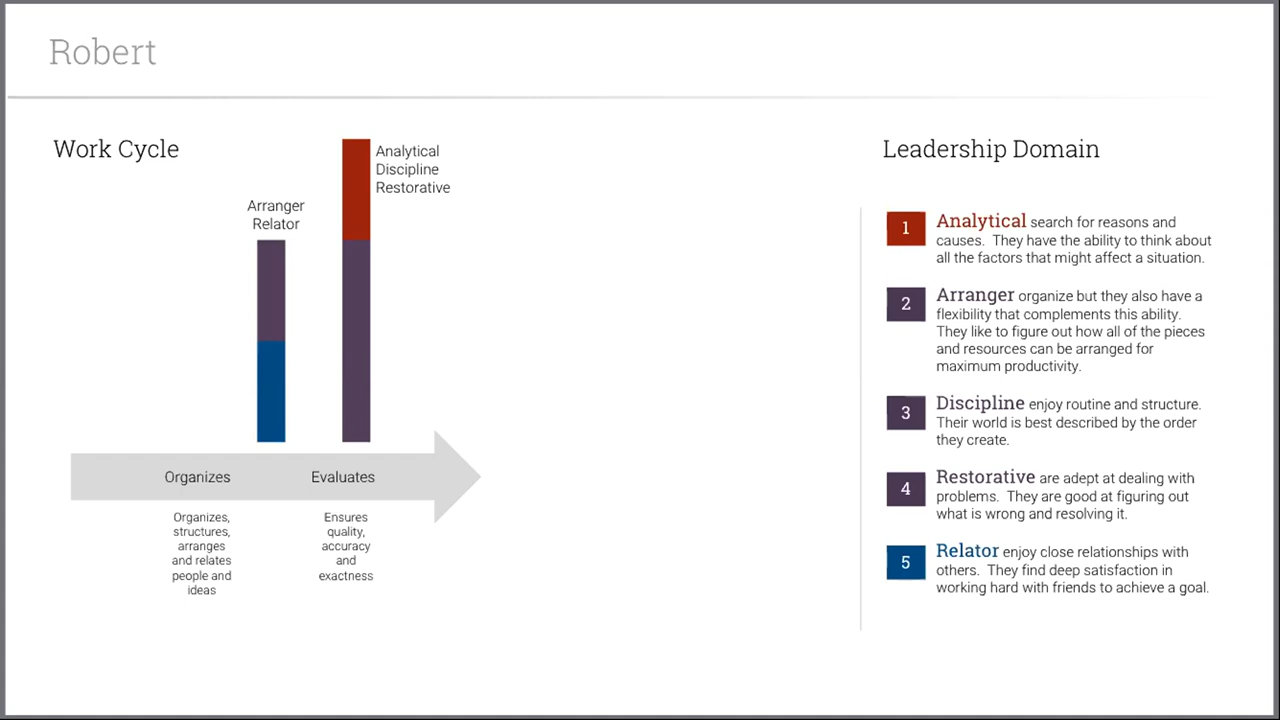 Robert
Work Cycle
Analytical
Discipline
Restorative
Arranger
Relator
Organizes
Evaluates
Organizes,
structures,
arranges
and relates
people and
ideas
Ensures
quality,
accuracy
and
exactness
Leadership Domain
1
Analytical search for reasons and
causes. They have the ability to think about
all the factors that might affect a situation.
2
Arranger organize but they also have a
flexibility that complements this ability.
They like to figure out how all of the pieces
and resources can be arranged for
maximum productivity.
3
Discipline enjoy routine and structure.
Their world is best described by the order
they create.
4
Restorative are adept at dealing with
problems. They are good at figuring out
what is wrong and resolving it.
5
Relator enjoy close relationships with
others. They find deep satisfaction in
working hard with friends to achieve a goal.